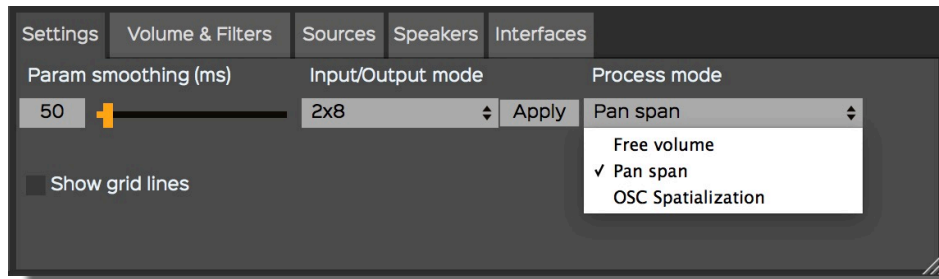 Settings Volume & Filters Sources Speakers Interfaces
Param smoothing (ms) Input/Output mode Process mode
50 2x8 Apply Pan span
Free volume
✓ Pan span
Show grid lines
OSC Spatialization